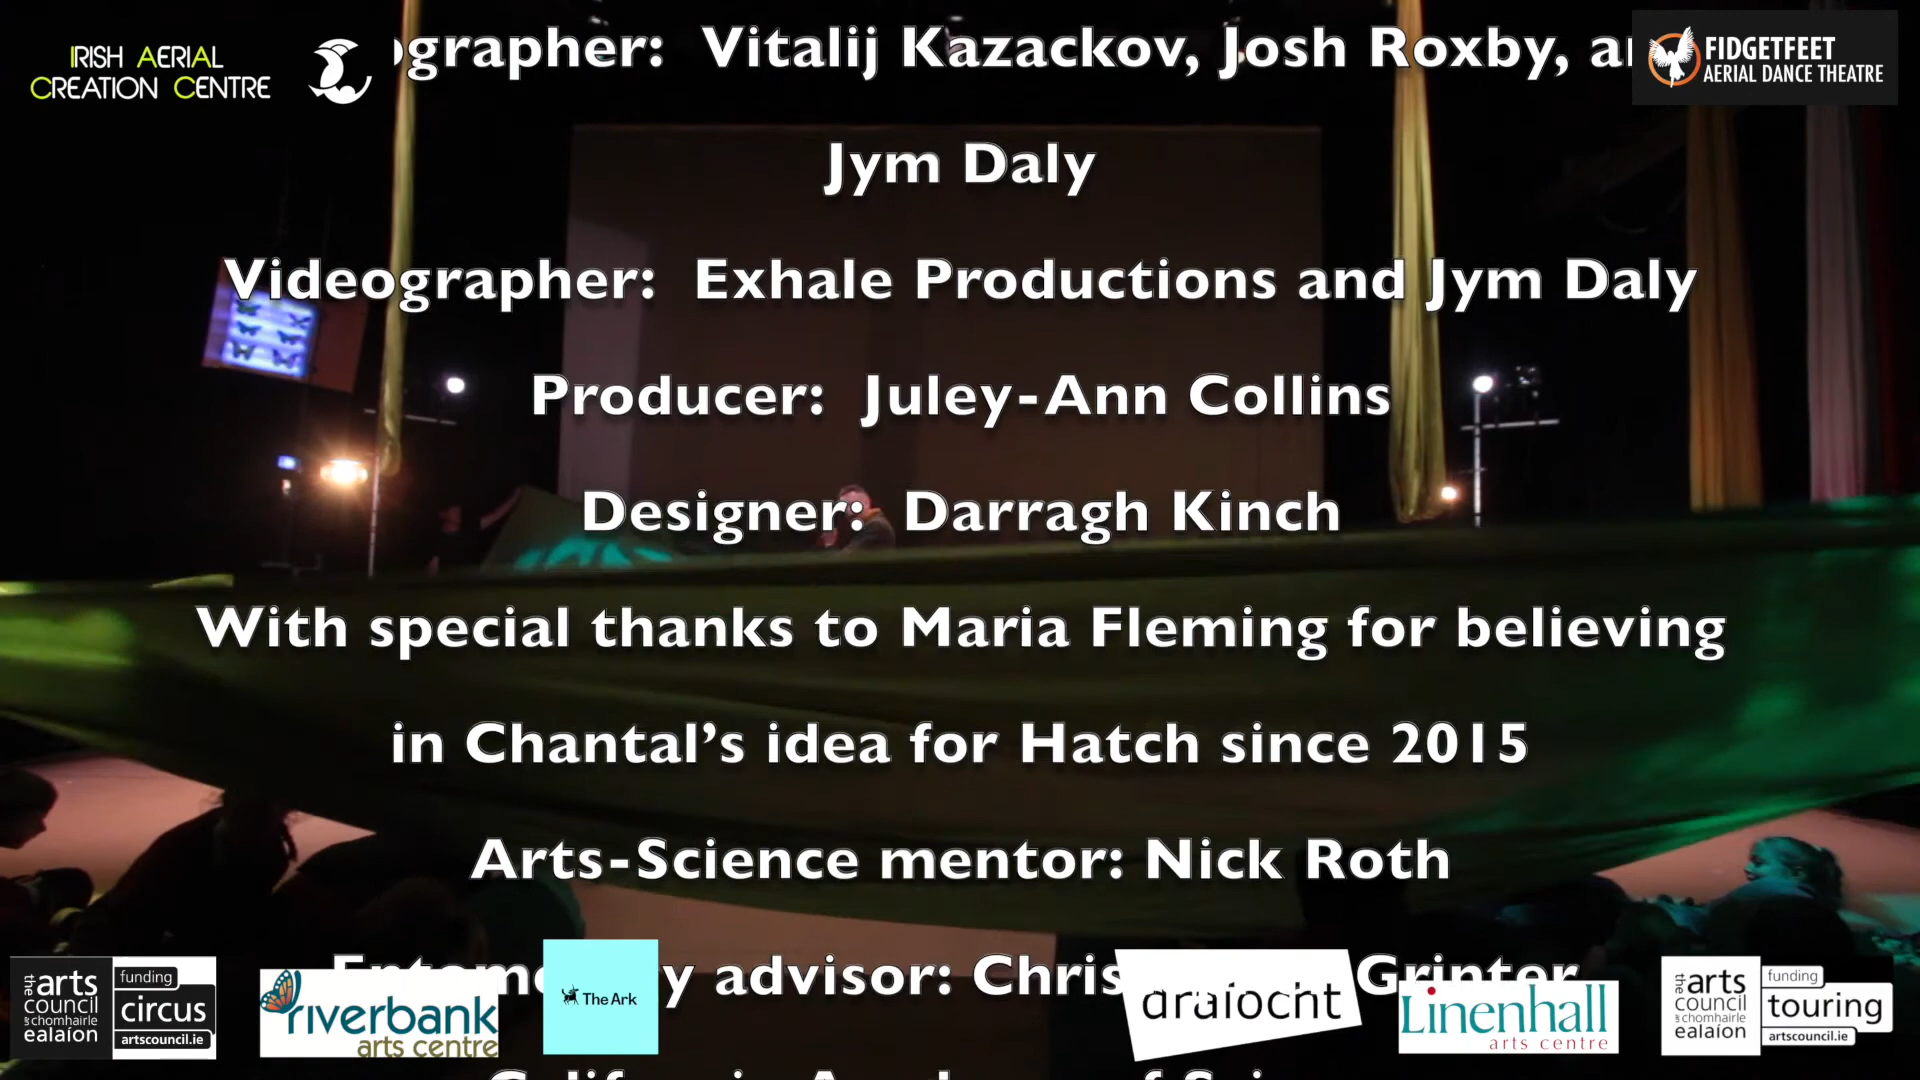 IRISH AERIAL
CREATION CENTRE
FIDGETFEET
AERIAL DANCE THEATRE
ographer: Vitalij Kazackov, Josh Roxby,
Jym Daly
Videographer: Exhale Productions and Jym Daly
Producer: Juley-Ann Collins
Designer: Darragh Kinch
With special thanks to Maria Fleming for believing
in Chantal’s idea for Hatch since 2015
Arts-Science mentor: Nick Roth
advisor: Chris Grinter
the arts council
an chomhairle
ealaíon
funding
circus
artscouncil.ie
riverbank
arts centre
The Ark
draíocht
Linenhall
arts centre
the arts council
an chomhairle
ealaíon
funding
touring
artscouncil.ie